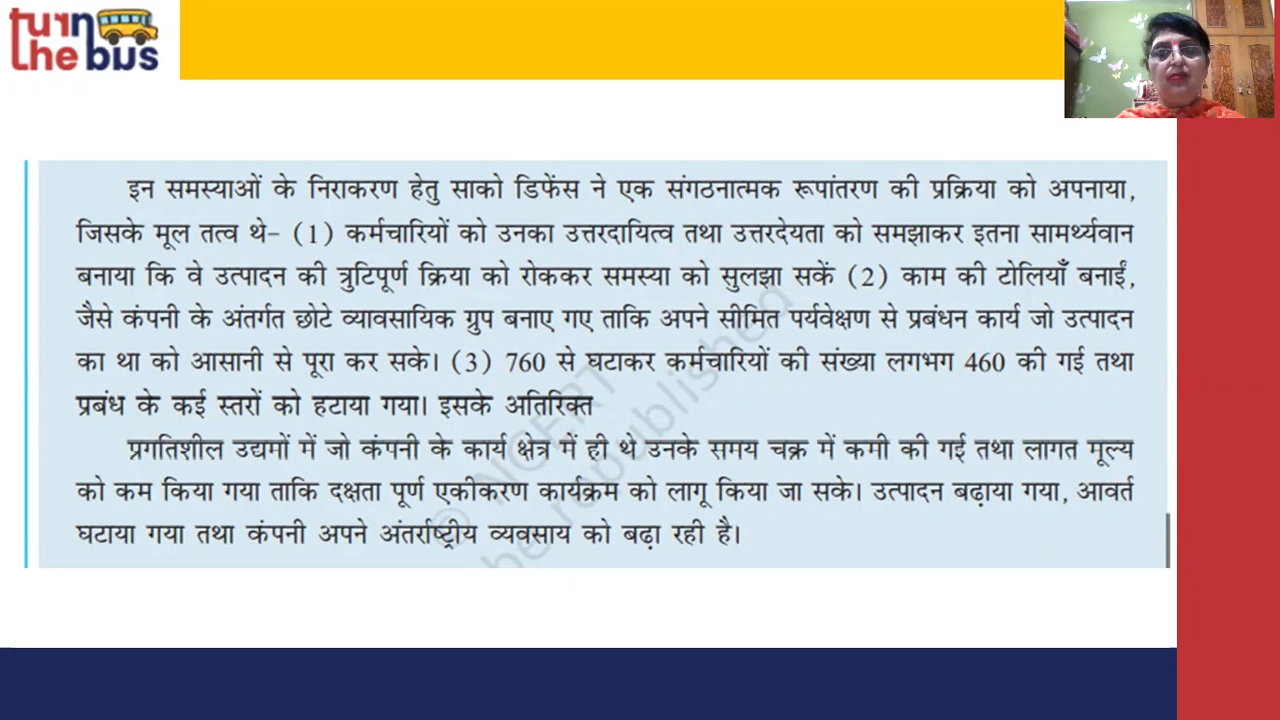 turn
the bus
इन समस्याओं के निराकरण हेतु साको डिफेंस ने एक संगठनात्मक रूपांतरण की प्रक्रिया को अपनाया,
जिसके मूल तत्व थे– (1) कर्मचारियों को उनका उत्तरदायित्व तथा उत्तरदेयता को समझाकर इतना सामर्थ्यवान
बनाया कि वे उत्पादन की त्रुटिपूर्ण क्रिया को रोककर समस्या को सुलझा सकें (2) काम की टोलियाँ बनाईं,
जैसे कंपनी के अंतर्गत छोटे व्यावसायिक ग्रुप बनाए गए ताकि अपने सीमित पर्यवेक्षण से प्रबंधन कार्य जो उत्पादन
का था को आसानी से पूरा कर सके। (3) 760 से घटाकर कर्मचारियों की संख्या लगभग 460 की गई तथा
प्रबंध के कई स्तरों को हटाया गया। इसके अतिरिक्त
प्रगतिशील उद्यमों में जो कंपनी के कार्य क्षेत्र में ही थे उनके समय चक्र में कमी की गई तथा लागत मूल्य
को कम किया गया ताकि दक्षता पूर्ण एकीकरण कार्यक्रम को लागू किया जा सके। उत्पादन बढ़ाया गया, आवर्त
घटाया गया तथा कंपनी अपने अंतर्राष्ट्रीय व्यवसाय को बढ़ा रही है।
© NCERT
be republished